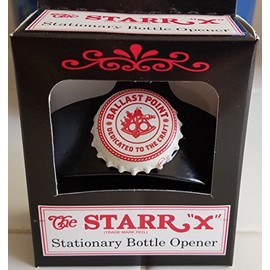 The STARR "X"
Stationary Bottle Opener
BALLAST POINT
DEDICATED TO THE CRAFT
The STARR "X"
(TRADE MARK REG.)
Stationary Bottle Opener